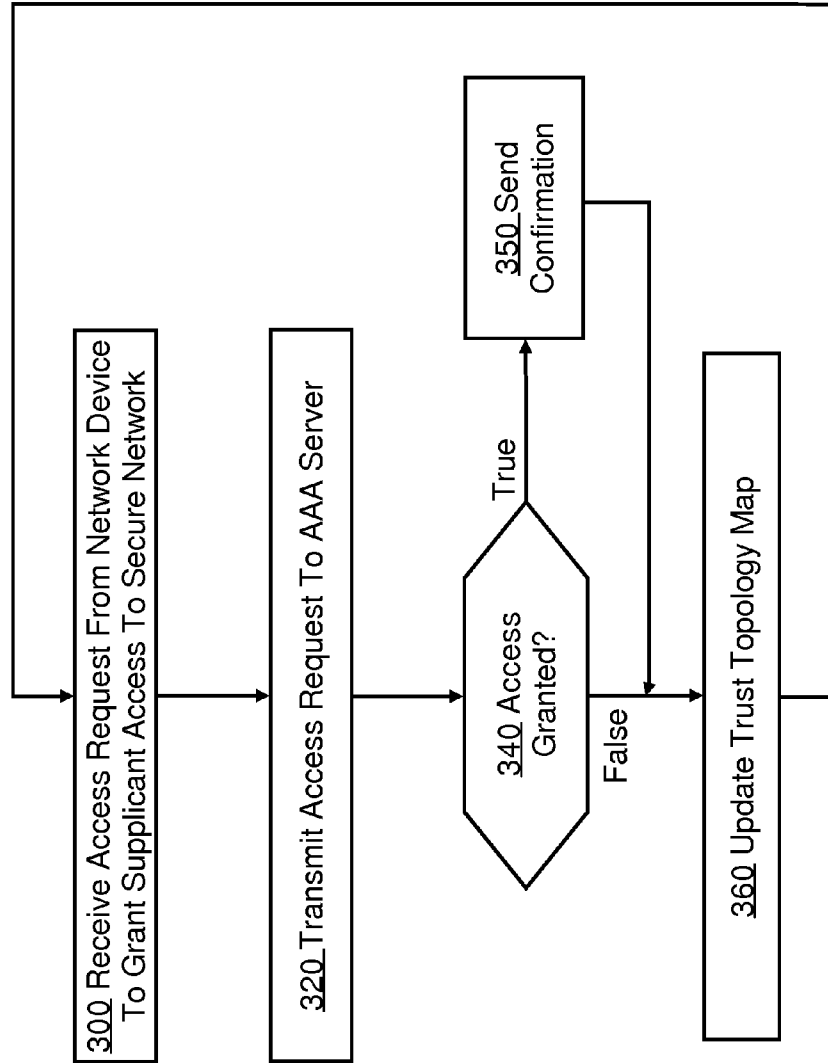 300 Receive Access Request From Network Device
To Grant Supplicant Access To Secure Network
320 Transmit Access Request To AAA Server
340 Access
Granted?
True
350 Send
Confirmation
False
360 Update Trust Topology Map